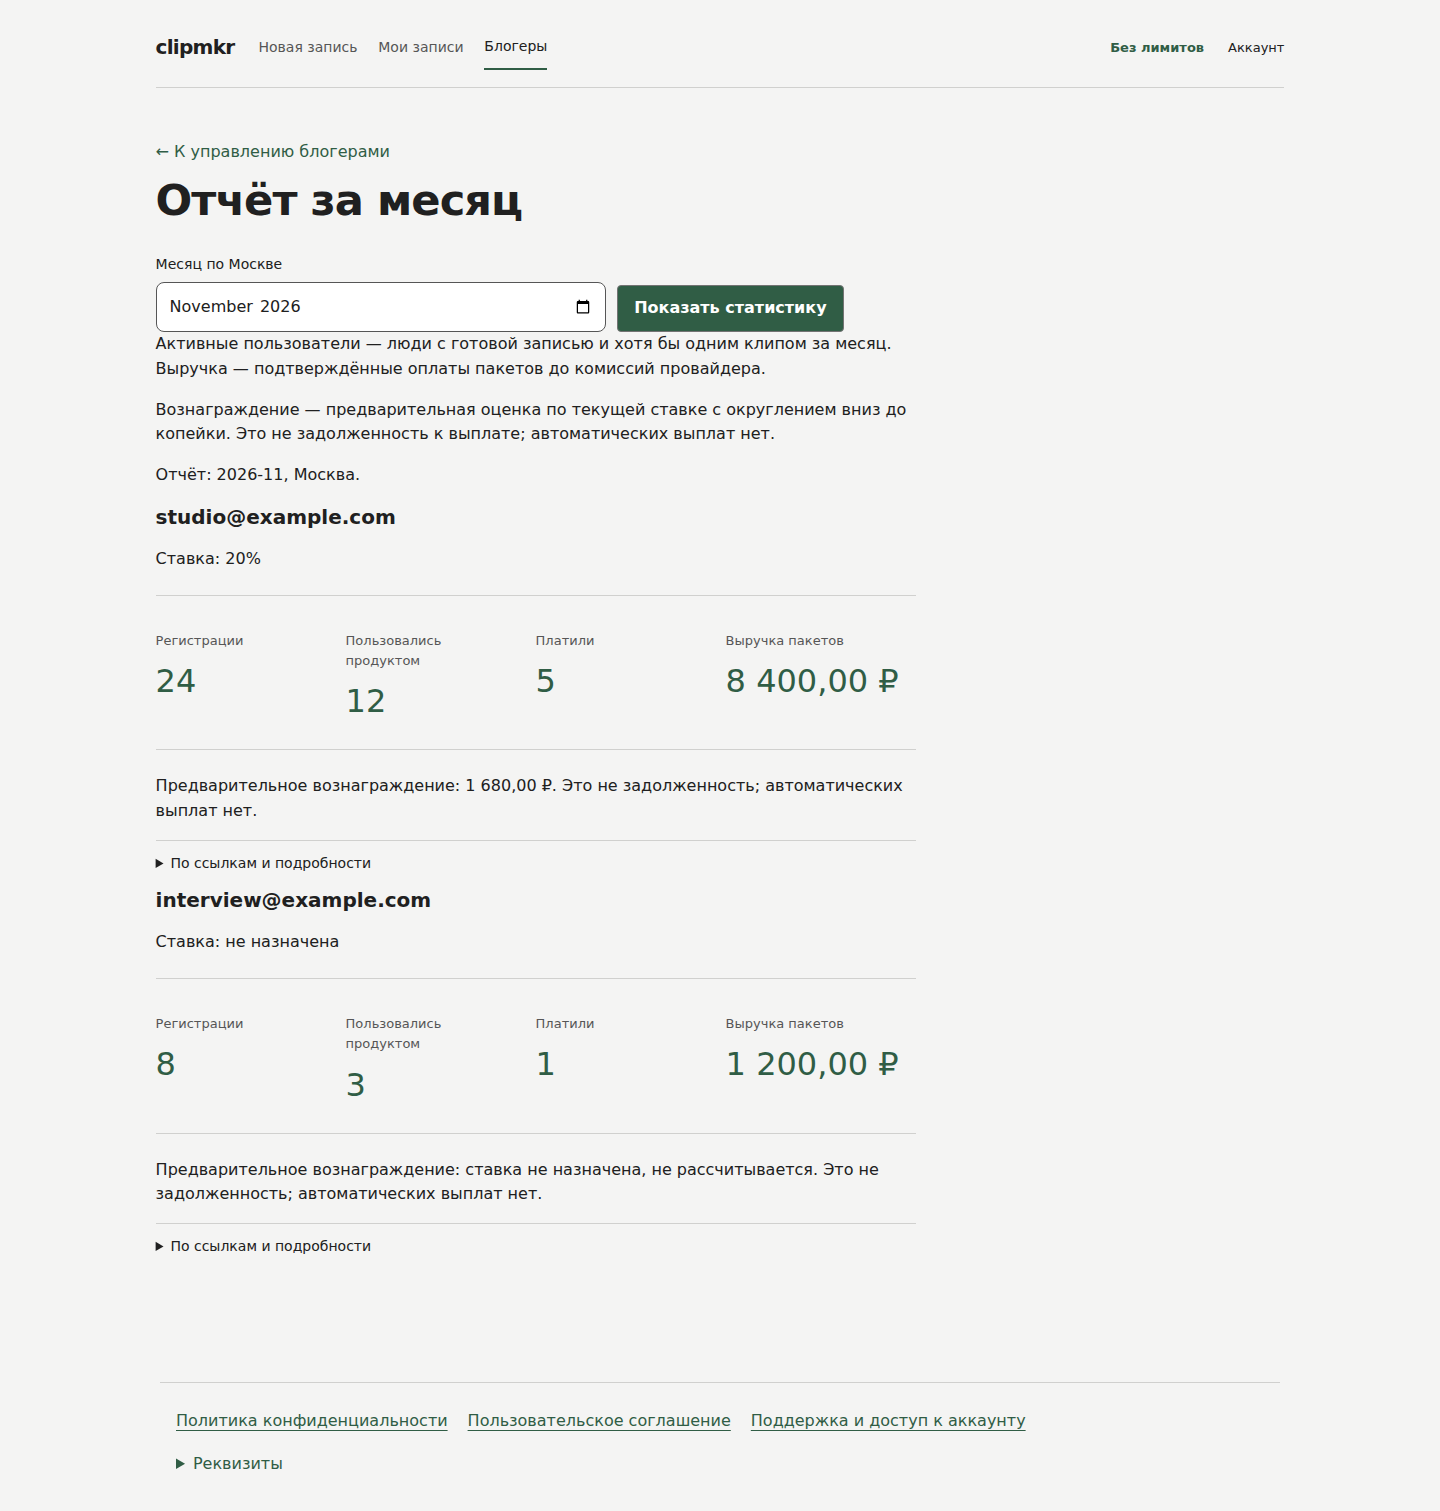 clipmkr Новая запись Мои записи Блогеры Без лимитов Аккаунт
← К управлению блогерами
Отчёт за месяц
Месяц по Москве
November 2026 Показать статистику
Активные пользователи — люди с готовой записью и хотя бы одним клипом за месяц.
Выручка — подтверждённые оплаты пакетов до комиссий провайдера.
Вознаграждение — предварительная оценка по текущей ставке с округлением вниз до
копейки. Это не задолженность к выплате; автоматических выплат нет.
Отчёт: 2026-11, Москва.
studio@example.com
Ставка: 20%
Регистрации Пользовались Платили Выручка пакетов
продуктом
24 12 5 8 400,00 ₽
Предварительное вознаграждение: 1 680,00 ₽. Это не задолженность; автоматических
выплат нет.
По ссылкам и подробности
interview@example.com
Ставка: не назначена
Регистрации Пользовались Платили Выручка пакетов
продуктом
8 3 1 1 200,00 ₽
Предварительное вознаграждение: ставка не назначена, не рассчитывается. Это не
задолженность; автоматических выплат нет.
По ссылкам и подробности
Политика конфиденциальности Пользовательское соглашение Поддержка и доступ к аккаунту
Реквизиты